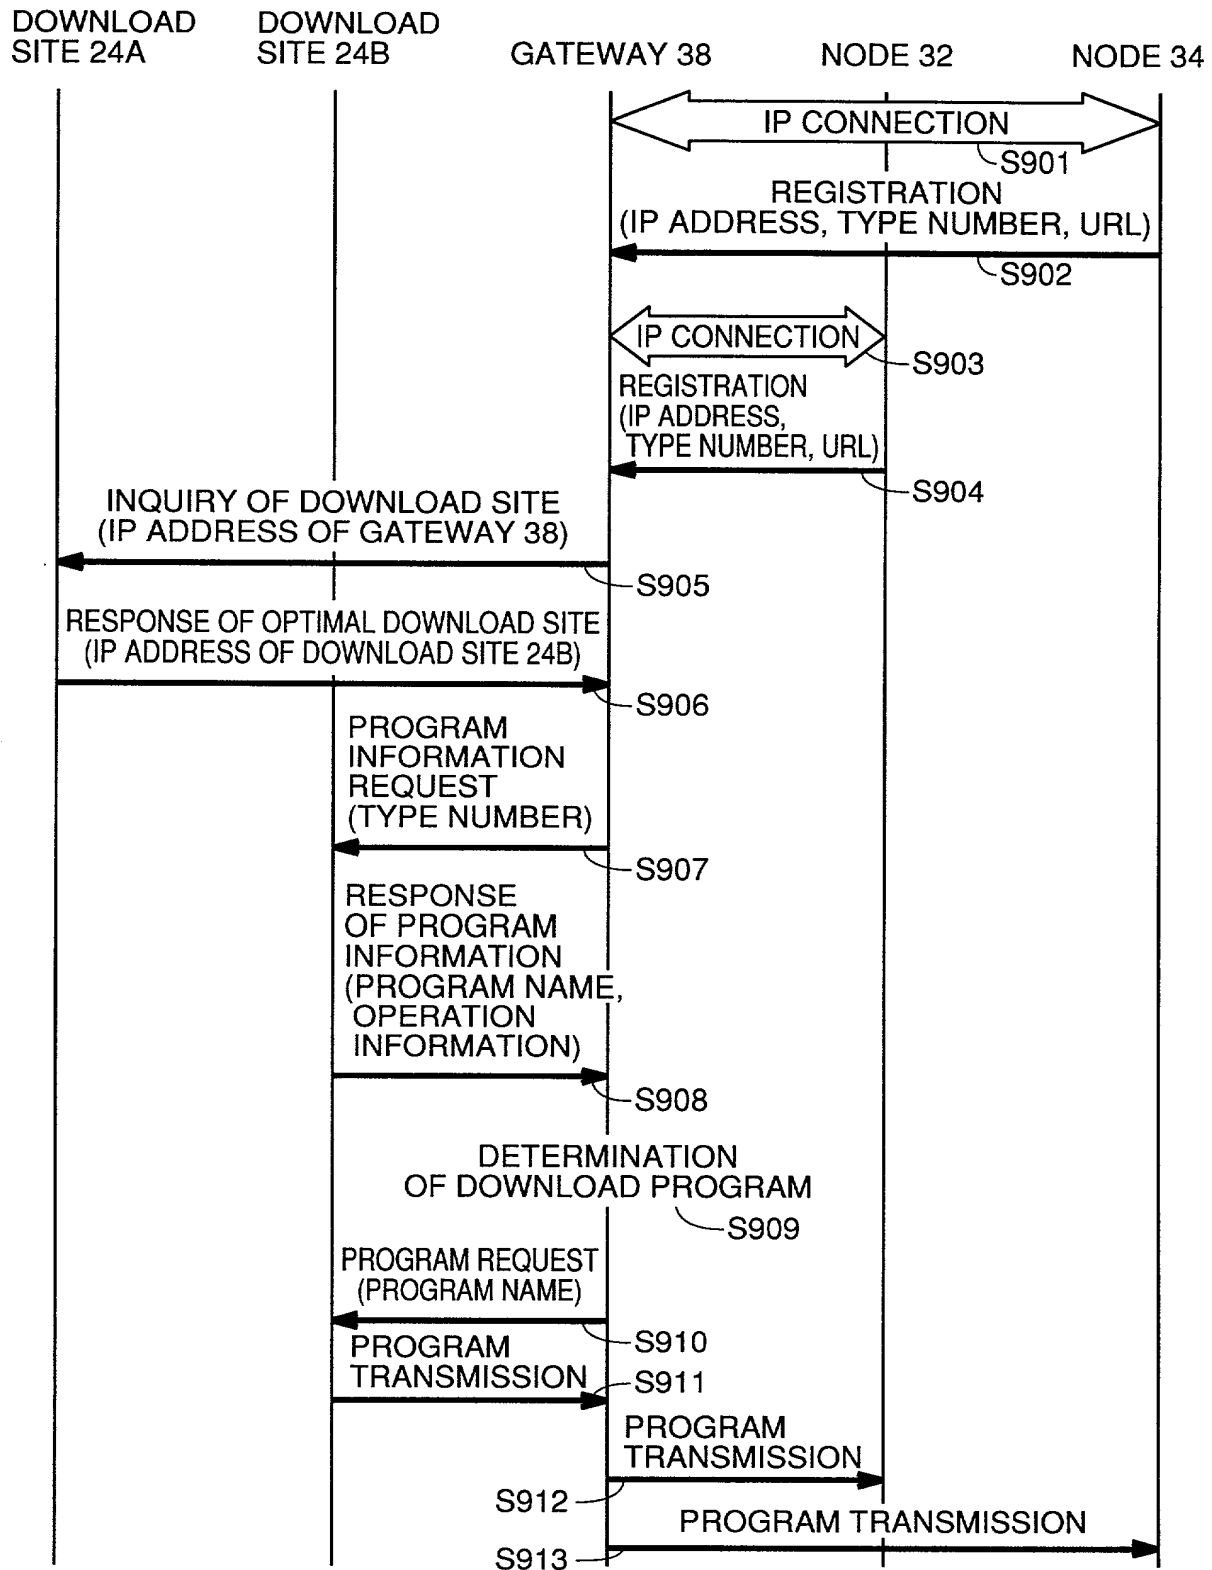 DOWNLOAD
SITE 24A
DOWNLOAD
SITE 24B
GATEWAY 38
NODE 32
NODE 34
IP CONNECTION
S901
REGISTRATION
(IP ADDRESS, TYPE NUMBER, URL)
S902
IP CONNECTION
S903
REGISTRATION
(IP ADDRESS,
TYPE NUMBER, URL)
S904
INQUIRY OF DOWNLOAD SITE
(IP ADDRESS OF GATEWAY 38)
S905
RESPONSE OF OPTIMAL DOWNLOAD SITE
(IP ADDRESS OF DOWNLOAD SITE 24B)
S906
PROGRAM
INFORMATION
REQUEST
(TYPE NUMBER)
S907
RESPONSE
OF PROGRAM
INFORMATION
(PROGRAM NAME,
OPERATION
INFORMATION)
S908
DETERMINATION
OF DOWNLOAD PROGRAM
S909
PROGRAM REQUEST
(PROGRAM NAME)
S910
PROGRAM
TRANSMISSION
S911
PROGRAM
TRANSMISSION
S912
PROGRAM TRANSMISSION
S913